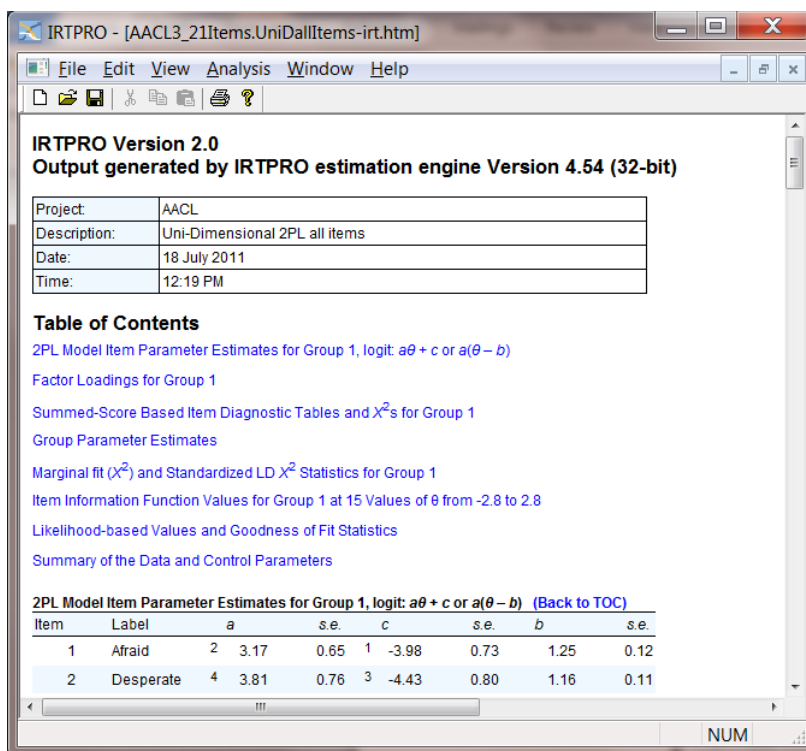 IRTPRO - [AACL3_21Items.UniDallItems-irt.htm]
File Edit View Analysis Window Help
IRTPRO Version 2.0
Output generated by IRTPRO estimation engine Version 4.54 (32-bit)
Project: AACL
Description: Uni-Dimensional 2PL all items
Date: 18 July 2011
Time: 12:19 PM
Table of Contents
2PL Model Item Parameter Estimates for Group 1, logit: aθ + c or a(θ – b)
Factor Loadings for Group 1
Summed-Score Based Item Diagnostic Tables and X²s for Group 1
Group Parameter Estimates
Marginal fit (X²) and Standardized LD X² Statistics for Group 1
Item Information Function Values for Group 1 at 15 Values of θ from -2.8 to 2.8
Likelihood-based Values and Goodness of Fit Statistics
Summary of the Data and Control Parameters
2PL Model Item Parameter Estimates for Group 1, logit: aθ + c or a(θ – b) (Back to TOC)
Item Label a s.e. c s.e. b s.e.
1 Afraid 2 3.17 0.65 1 -3.98 0.73 1.25 0.12
2 Desperate 4 3.81 0.76 3 -4.43 0.80 1.16 0.11
NUM